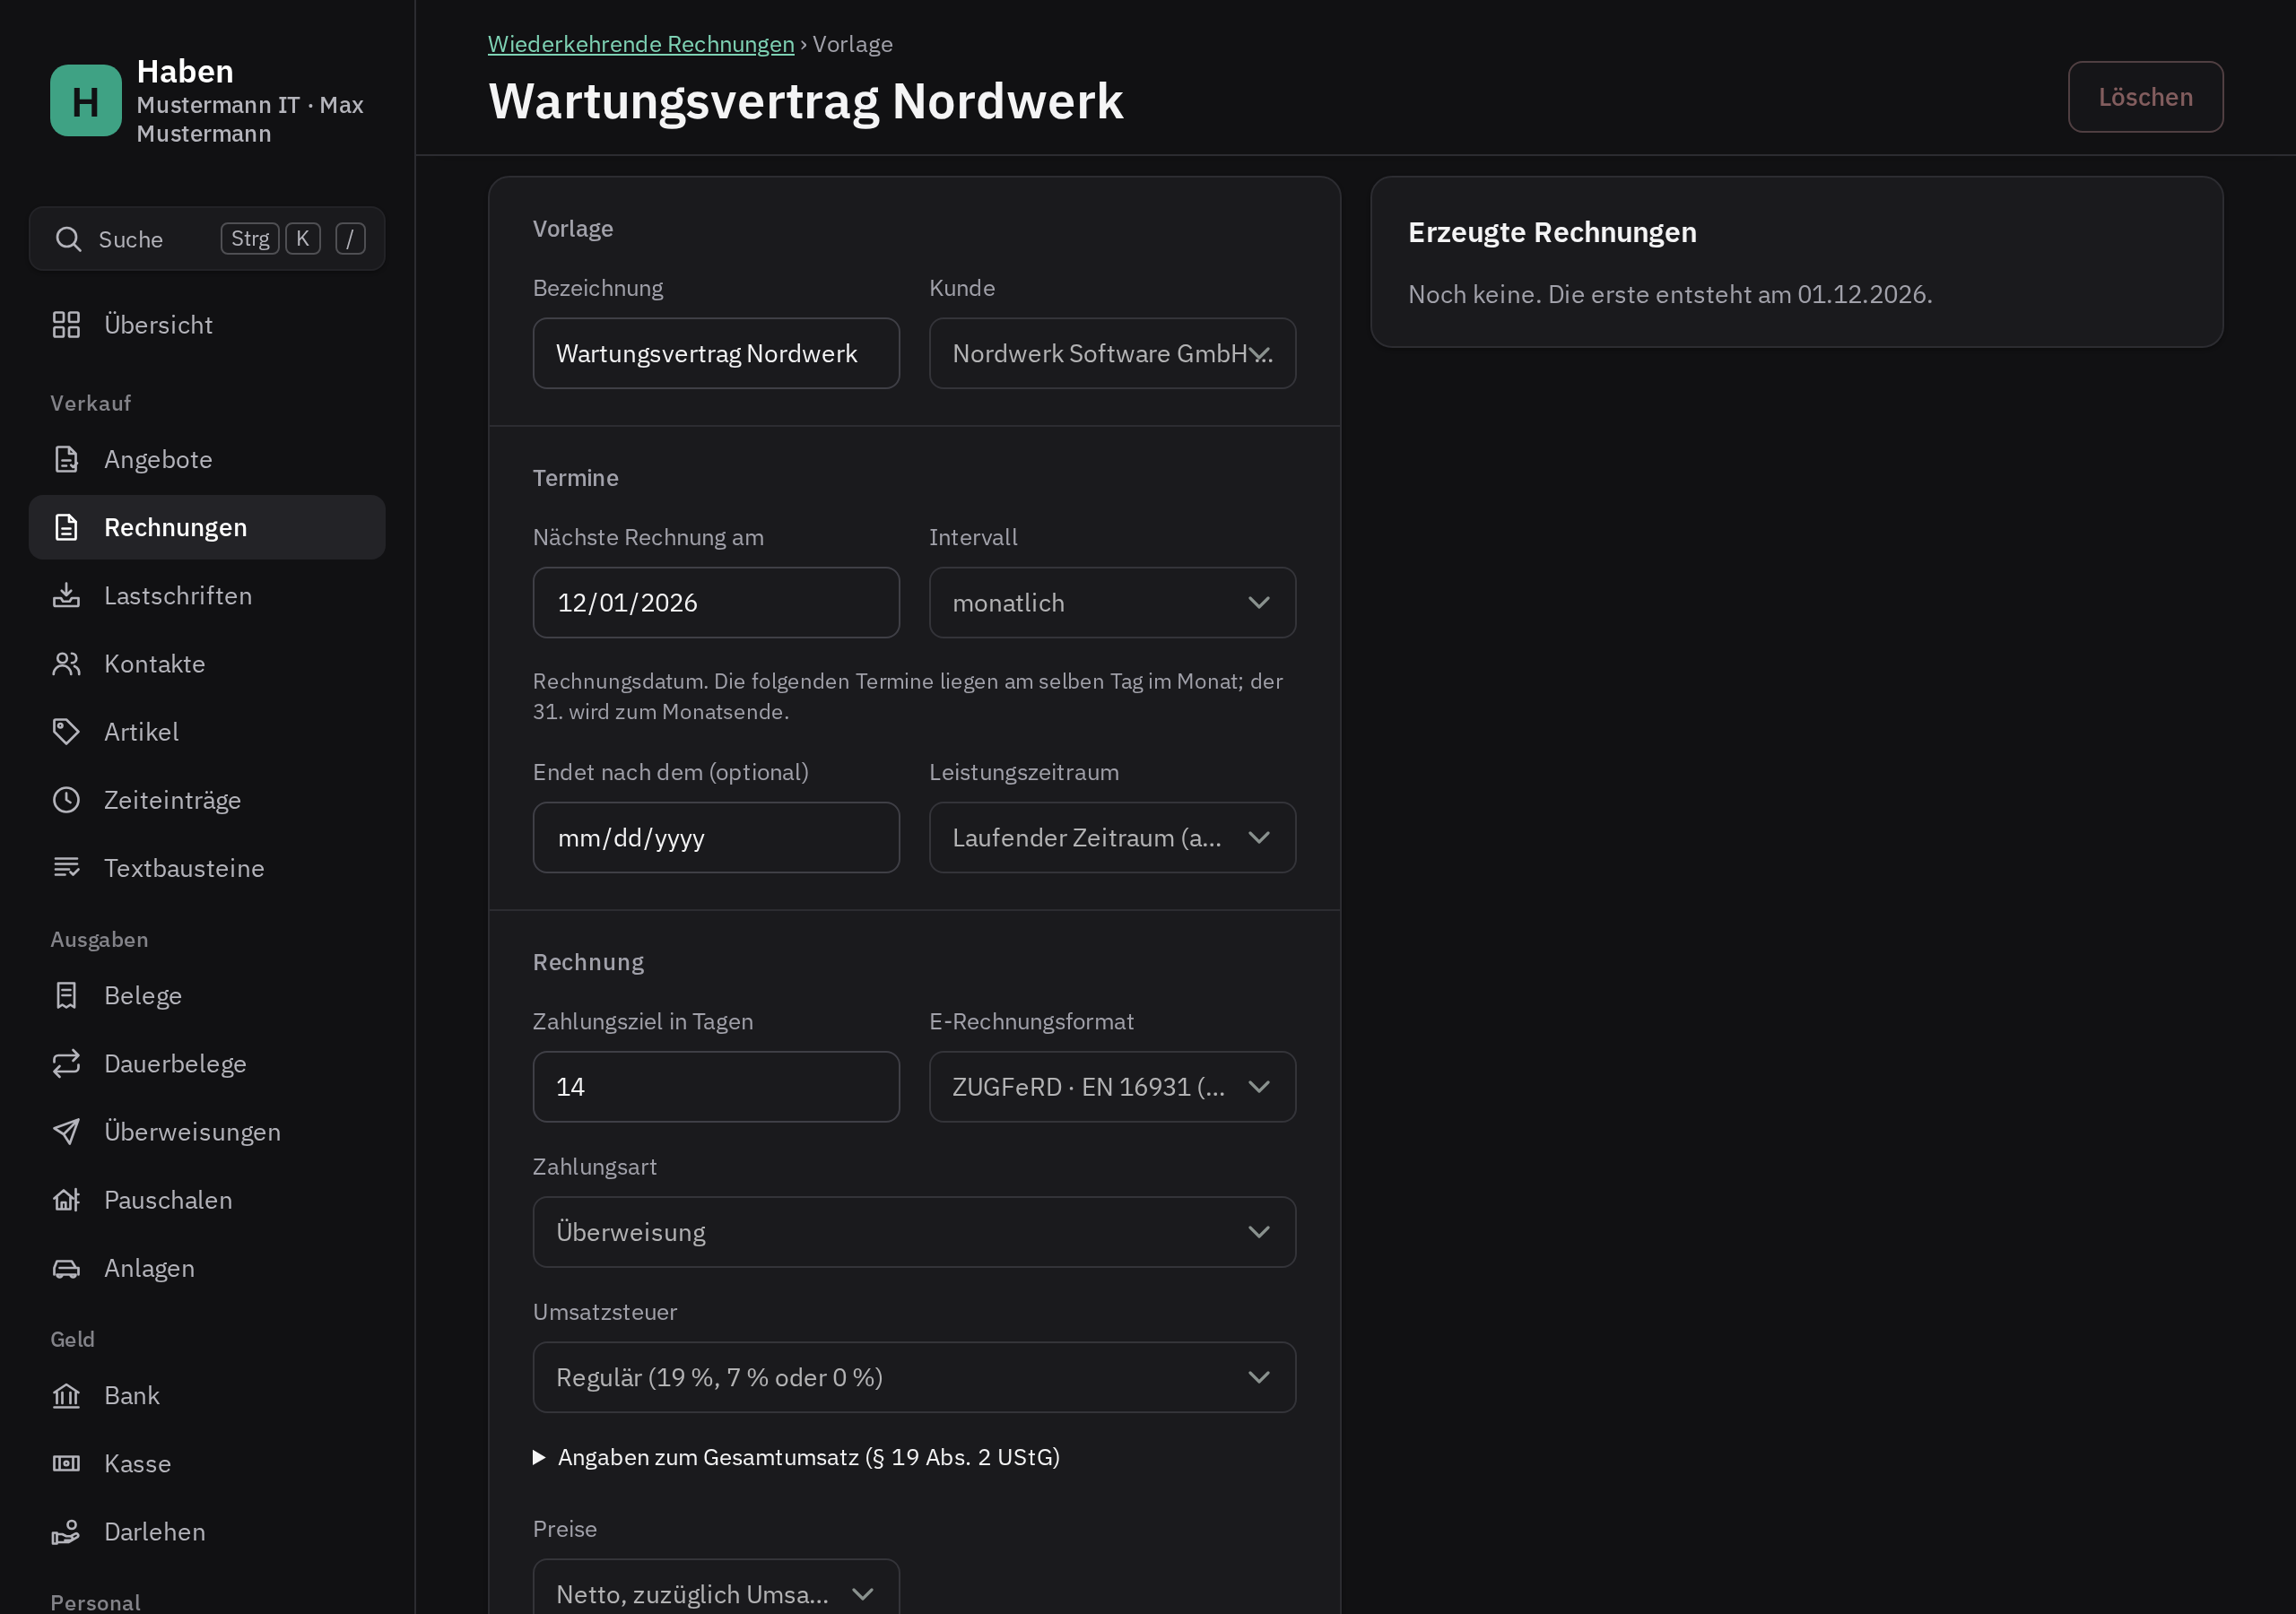 H
Haben
Mustermann IT · Max
Mustermann
Suche Strg K /
Übersicht
Verkauf
Angebote
Rechnungen
Lastschriften
Kontakte
Artikel
Zeiteinträge
Textbausteine
Ausgaben
Belege
Dauerbelege
Überweisungen
Pauschalen
Anlagen
Geld
Bank
Kasse
Darlehen
Personal
Wiederkehrende Rechnungen › Vorlage
Wartungsvertrag Nordwerk
Löschen
Vorlage
Bezeichnung
Wartungsvertrag Nordwerk
Kunde
Nordwerk Software GmbH ...
Termine
Nächste Rechnung am
12/01/2026
Intervall
monatlich
Rechnungsdatum. Die folgenden Termine liegen am selben Tag im Monat; der
31. wird zum Monatsende.
Endet nach dem (optional)
mm/dd/yyyy
Leistungszeitraum
Laufender Zeitraum (a...
Rechnung
Zahlungsziel in Tagen
14
E-Rechnungsformat
ZUGFeRD · EN 16931 (...
Zahlungsart
Überweisung
Umsatzsteuer
Regulär (19 %, 7 % oder 0 %)
Angaben zum Gesamtumsatz (§ 19 Abs. 2 UStG)
Preise
Netto, zuzüglich Umsa...
Erzeugte Rechnungen
Noch keine. Die erste entsteht am 01.12.2026.